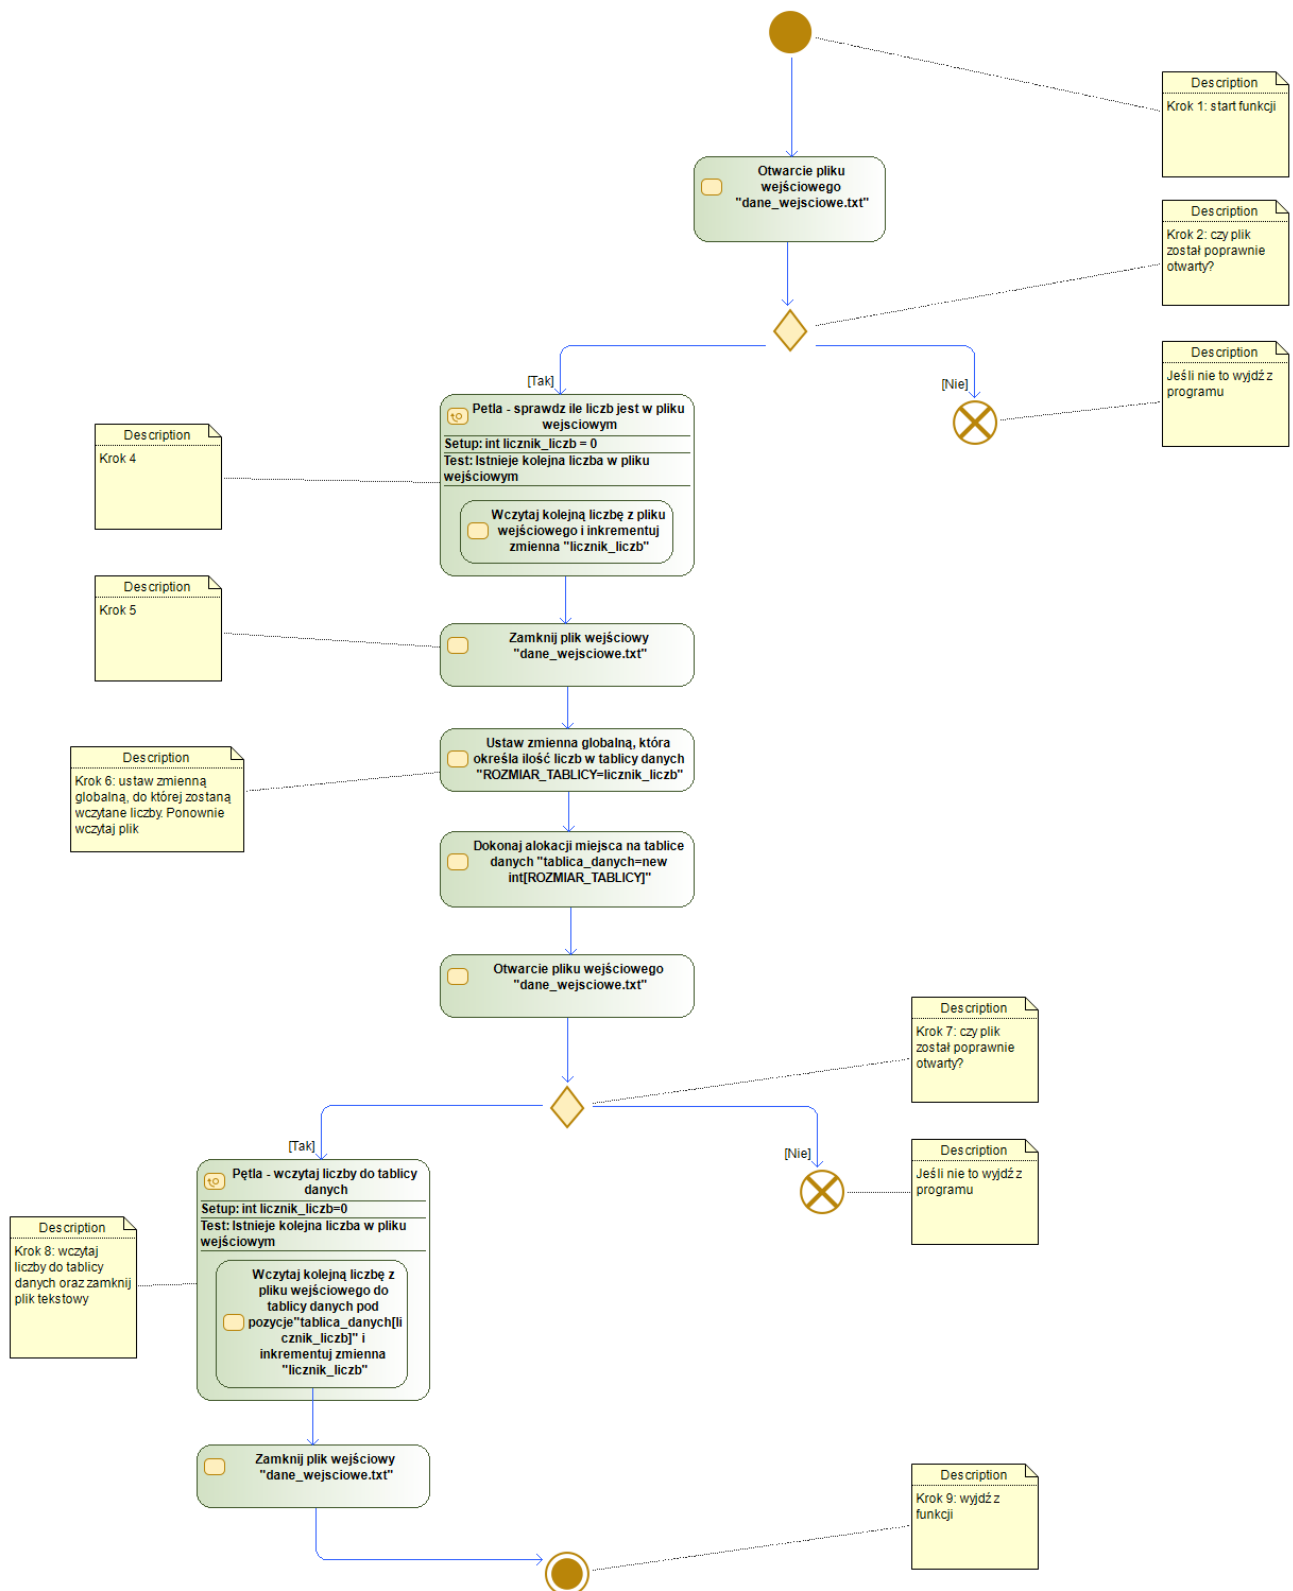 Description
Krok 1: start funkcji
Otwarcie pliku
wejściowego
"dane_wejsciowe.txt"
Description
Krok 2: czy plik
został poprawnie
otwarty?
Description
Jeśli nie to wyjdź z
programu
[Tak]
[Nie]
Petla - sprawdz ile liczb jest w pliku
wejsciowym
Setup: int licznik_liczb = 0
Test: Istnieje kolejna liczba w pliku
wejściowym
Wczytaj kolejną liczbę z pliku
wejściowego i inkrementuj
zmienna "licznik_liczb"
Description
Krok 4
Description
Krok 5
Zamknij plik wejściowy
"dane_wejsciowe.txt"
Ustaw zmienna globalną, która
określa ilość liczb w tablicy danych
"ROZMIAR_TABLICY=licznik_liczb"
Description
Krok 6: ustaw zmienną
globalną, do której zostaną
wczytane liczby. Ponownie
wczytaj plik
Dokonaj alokacji miejsca na tablice
danych "tablica_danych=new
int[ROZMIAR_TABLICY]"
Otwarcie pliku wejściowego
"dane_wejsciowe.txt"
Description
Krok 7: czy plik
został poprawnie
otwarty?
[Tak]
[Nie]
Description
Jeśli nie to wyjdź z
programu
Pętla - wczytaj liczby do tablicy
danych
Setup: int licznik_liczb=0
Test: Istnieje kolejna liczba w pliku
wejściowym
Wczytaj kolejną liczbę z
pliku wejściowego do
tablicy danych pod
pozycje"tablica_danych[li
cznik_liczb]" i
inkrementuj zmienna
"licznik_liczb"
Description
Krok 8: wczytaj
liczby do tablicy
danych oraz zamknij
plik tekstowy
Zamknij plik wejściowy
"dane_wejsciowe.txt"
Description
Krok 9: wyjdź z
funkcji